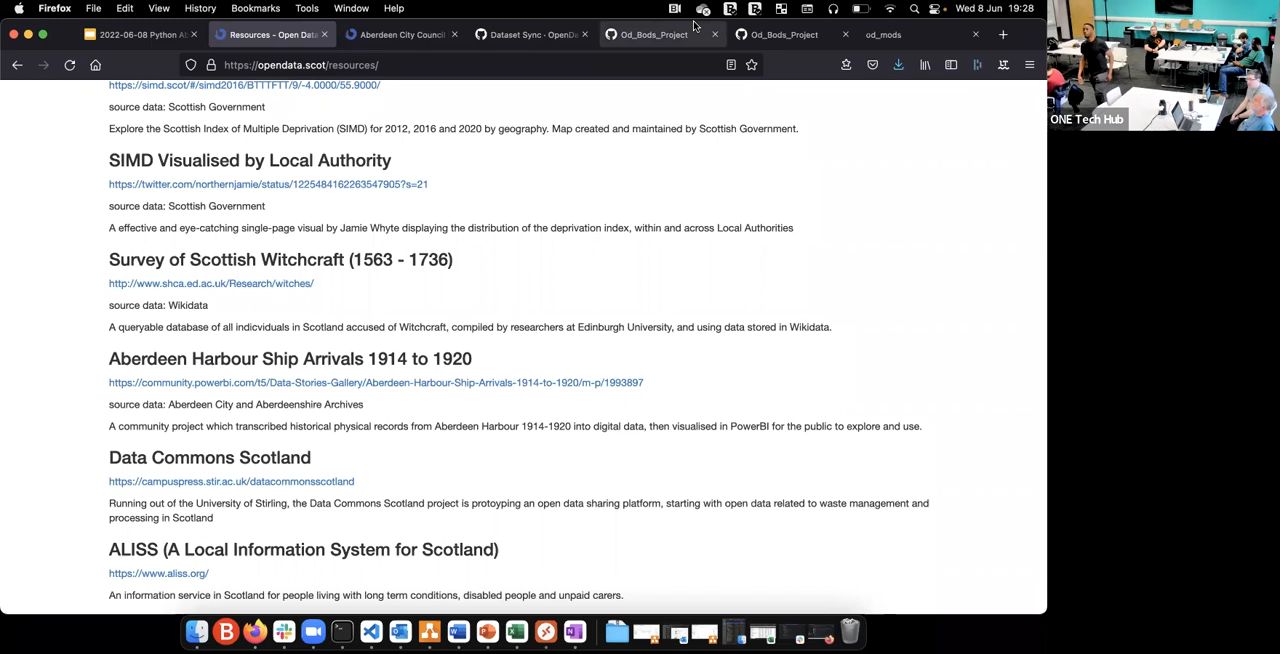 Firefox File Edit View History Bookmarks Tools Window Help Wed 8 Jun 19:28
2022-06-08 Python A Resources - Open Data Aberdeen City Counci Dataset Sync · OpenDa Od_Bods_Project Od_Bods_Project od_mods
https://opendata.scot/resources/
https://simd.scot/#/simd2016/BTTTFTT/9/-4.0000/55.9000/
source data: Scottish Government
Explore the Scottish Index of Multiple Deprivation (SIMD) for 2012, 2016 and 2020 by geography. Map created and maintained by Scottish Government.
SIMD Visualised by Local Authority
https://twitter.com/northernjamie/status/1225484162263547905?s=21
source data: Scottish Government
A effective and eye-catching single-page visual by Jamie Whyte displaying the distribution of the deprivation index, within and across Local Authorities
Survey of Scottish Witchcraft (1563 - 1736)
http://www.shca.ed.ac.uk/Research/witches/
source data: Wikidata
A queryable database of all indicviduals in Scotland accused of Witchcraft, compiled by researchers at Edinburgh University, and using data stored in Wikidata.
Aberdeen Harbour Ship Arrivals 1914 to 1920
https://community.powerbi.com/t5/Data-Stories-Gallery/Aberdeen-Harbour-Ship-Arrivals-1914-to-1920/m-p/1993897
source data: Aberdeen City and Aberdeenshire Archives
A community project which transcribed historical physical records from Aberdeen Harbour 1914-1920 into digital data, then visualised in PowerBI for the public to explore and use.
Data Commons Scotland
https://campuspress.stir.ac.uk/datacommonsscotland
Running out of the University of Stirling, the Data Commons Scotland project is protoyping an open data sharing platform, starting with open data related to waste management and
processing in Scotland
ALISS (A Local Information System for Scotland)
https://www.aliss.org/
An information service in Scotland for people living with long term conditions, disabled people and unpaid carers.
ONE Tech Hub